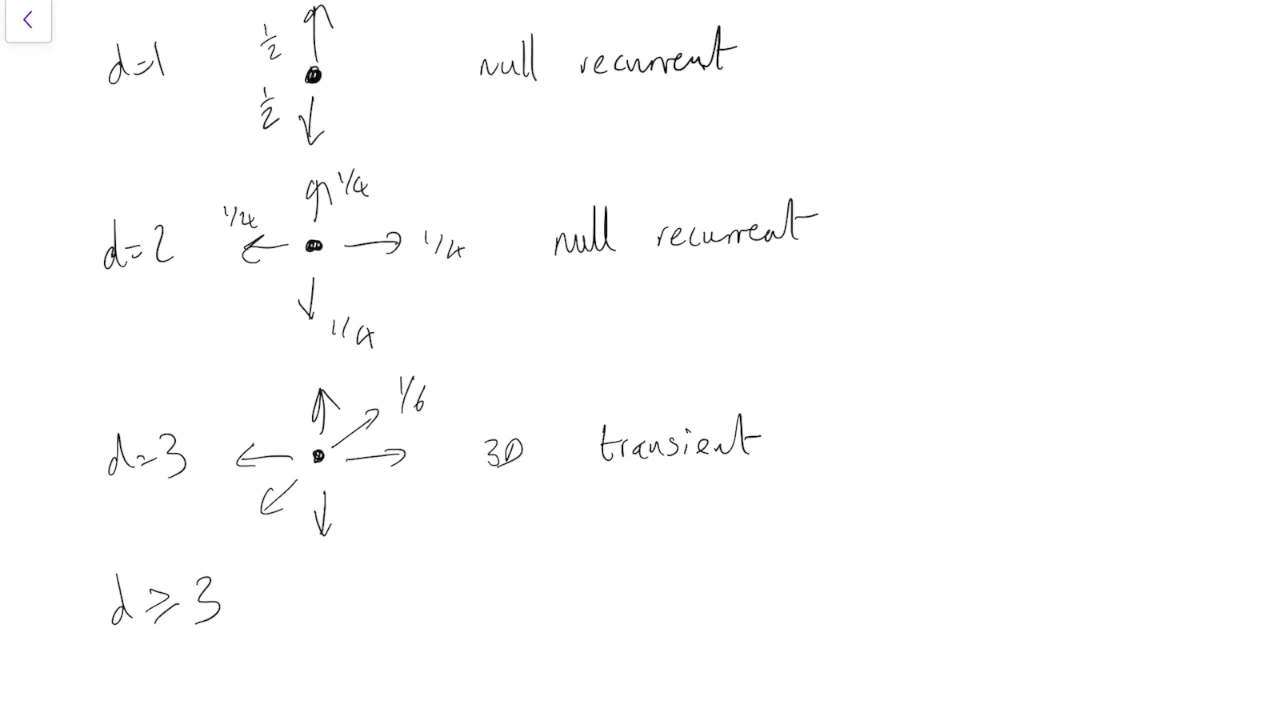 1/2
d=1 null recurrent
1/2
1/4
1/4
d=2 1/4 null recurrent
1/4
1/6
d=3 3D transient
d ≥ 3